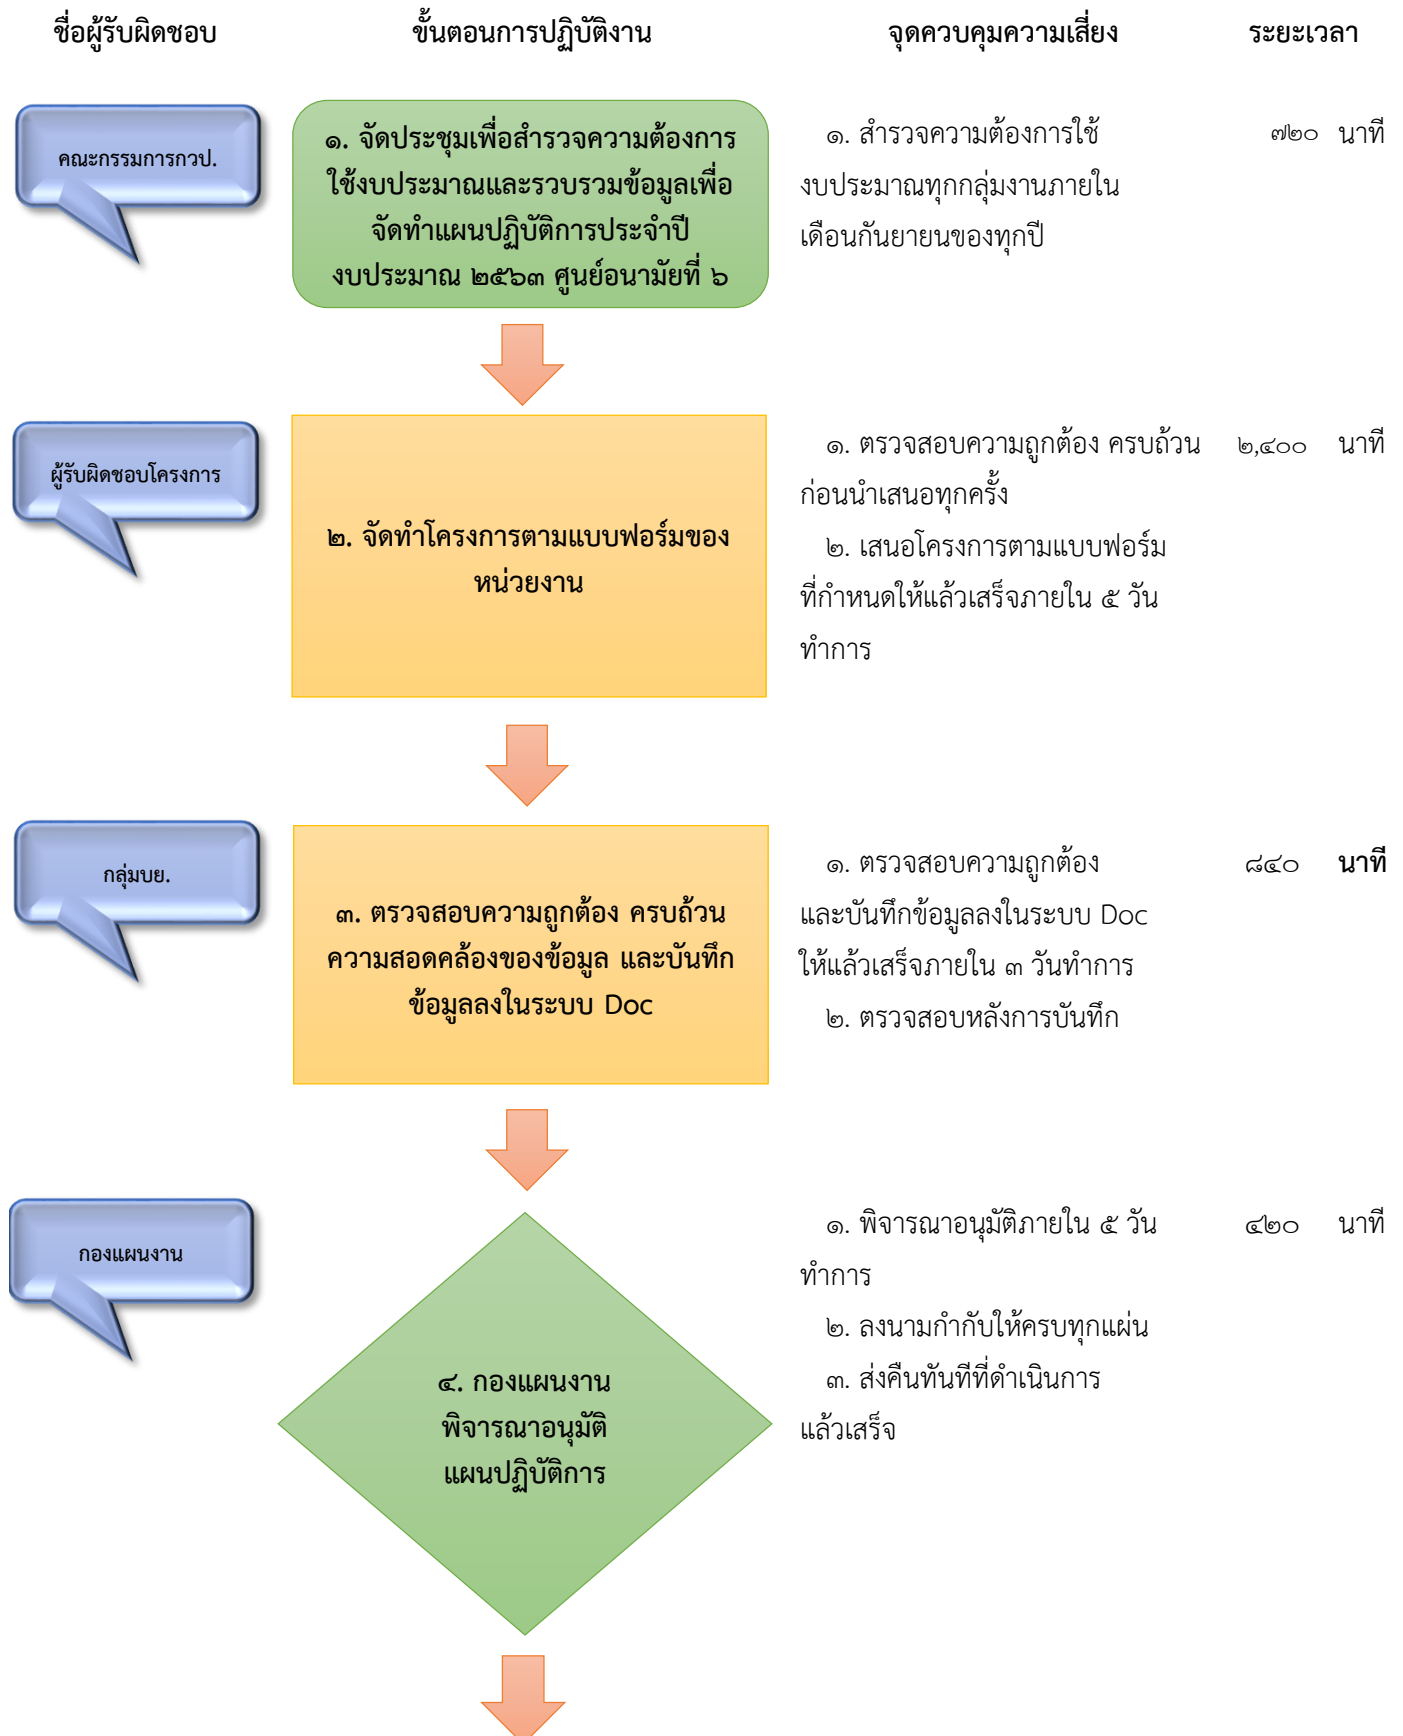 ชื่อผู้รับผิดชอบ ขั้นตอนการปฏิบัติงาน จุดควบคุมความเสี่ยง ระยะเวลา
คณะกรรมการกวป.
๑. จัดประชุมเพื่อสำรวจความต้องการ
ใช้งบประมาณและรวบรวมข้อมูลเพื่อ
จัดทำแผนปฏิบัติการประจำปี
งบประมาณ ๒๕๖๓ ศูนย์อนามัยที่ ๖
๑. สำรวจความต้องการใช้
งบประมาณทุกกลุ่มงานภายใน
เดือนกันยายนของทุกปี
๗๒๐ นาที
ผู้รับผิดชอบโครงการ
๒. จัดทำโครงการตามแบบฟอร์มของ
หน่วยงาน
๑. ตรวจสอบความถูกต้อง ครบถ้วน
ก่อนนำเสนอทุกครั้ง
๒. เสนอโครงการตามแบบฟอร์ม
ที่กำหนดให้แล้วเสร็จภายใน ๕ วัน
ทำการ
๒,๔๐๐ นาที
กลุ่มบย.
๓. ตรวจสอบความถูกต้อง ครบถ้วน
ความสอดคล้องของข้อมูล และบันทึก
ข้อมูลลงในระบบ Doc
๑. ตรวจสอบความถูกต้อง
และบันทึกข้อมูลลงในระบบ Doc
ให้แล้วเสร็จภายใน ๓ วันทำการ
๒. ตรวจสอบหลังการบันทึก
๘๔๐ นาที
กองแผนงาน
๔. กองแผนงาน
พิจารณาอนุมัติ
แผนปฏิบัติการ
๑. พิจารณาอนุมัติภายใน ๕ วัน
ทำการ
๒. ลงนามกำกับให้ครบทุกแผ่น
๓. ส่งคืนทันทีที่ดำเนินการ
แล้วเสร็จ
๔๒๐ นาที